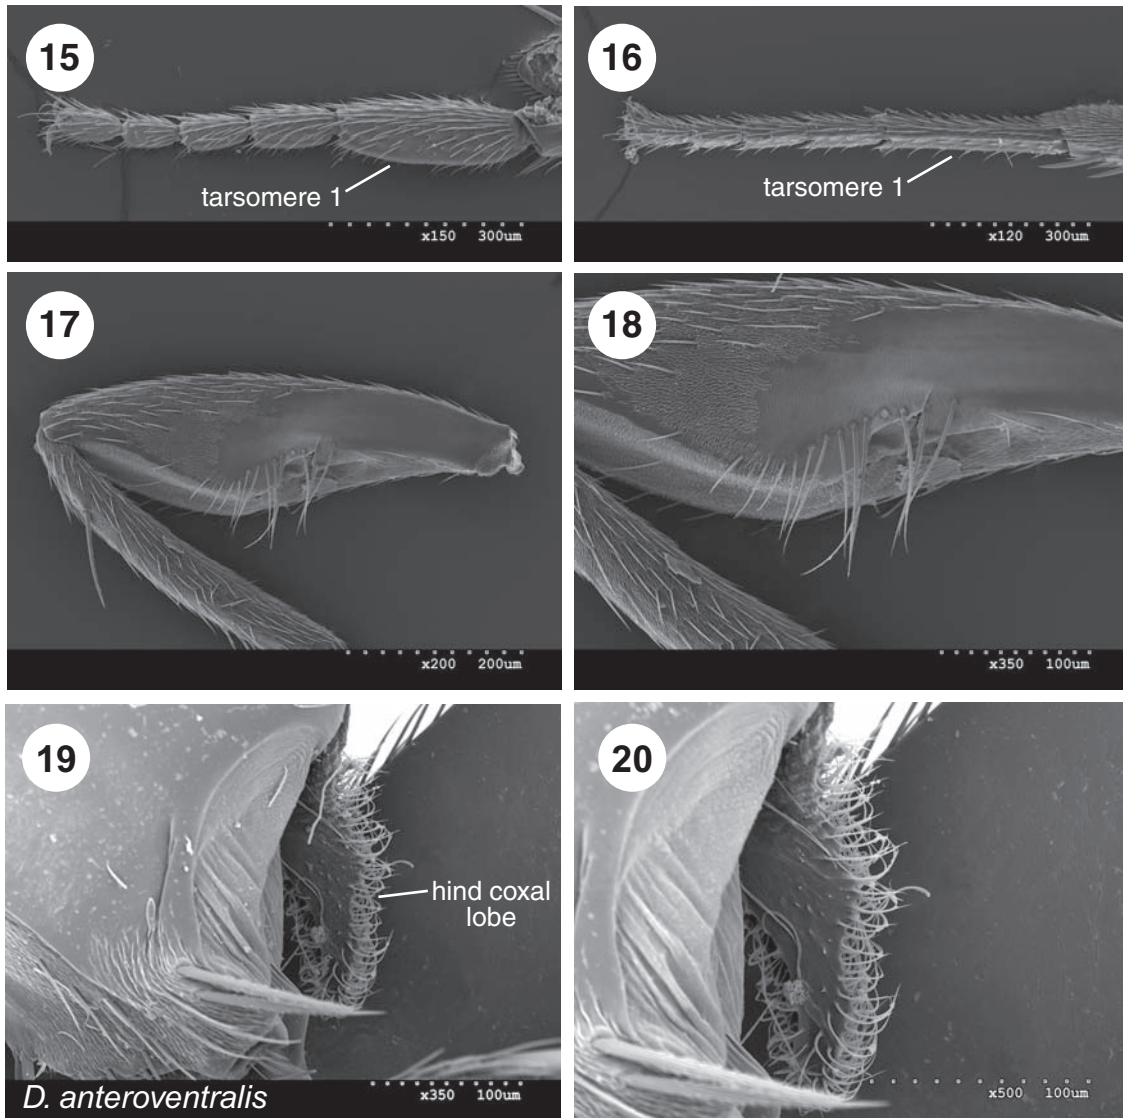 15
tarsomere 1
x150 300um
16
tarsomere 1
x120 300um
17
x200 200um
18
x350 100um
19
hind coxal
lobe
D. anteroventralis
x350 100um
20
x500 100um